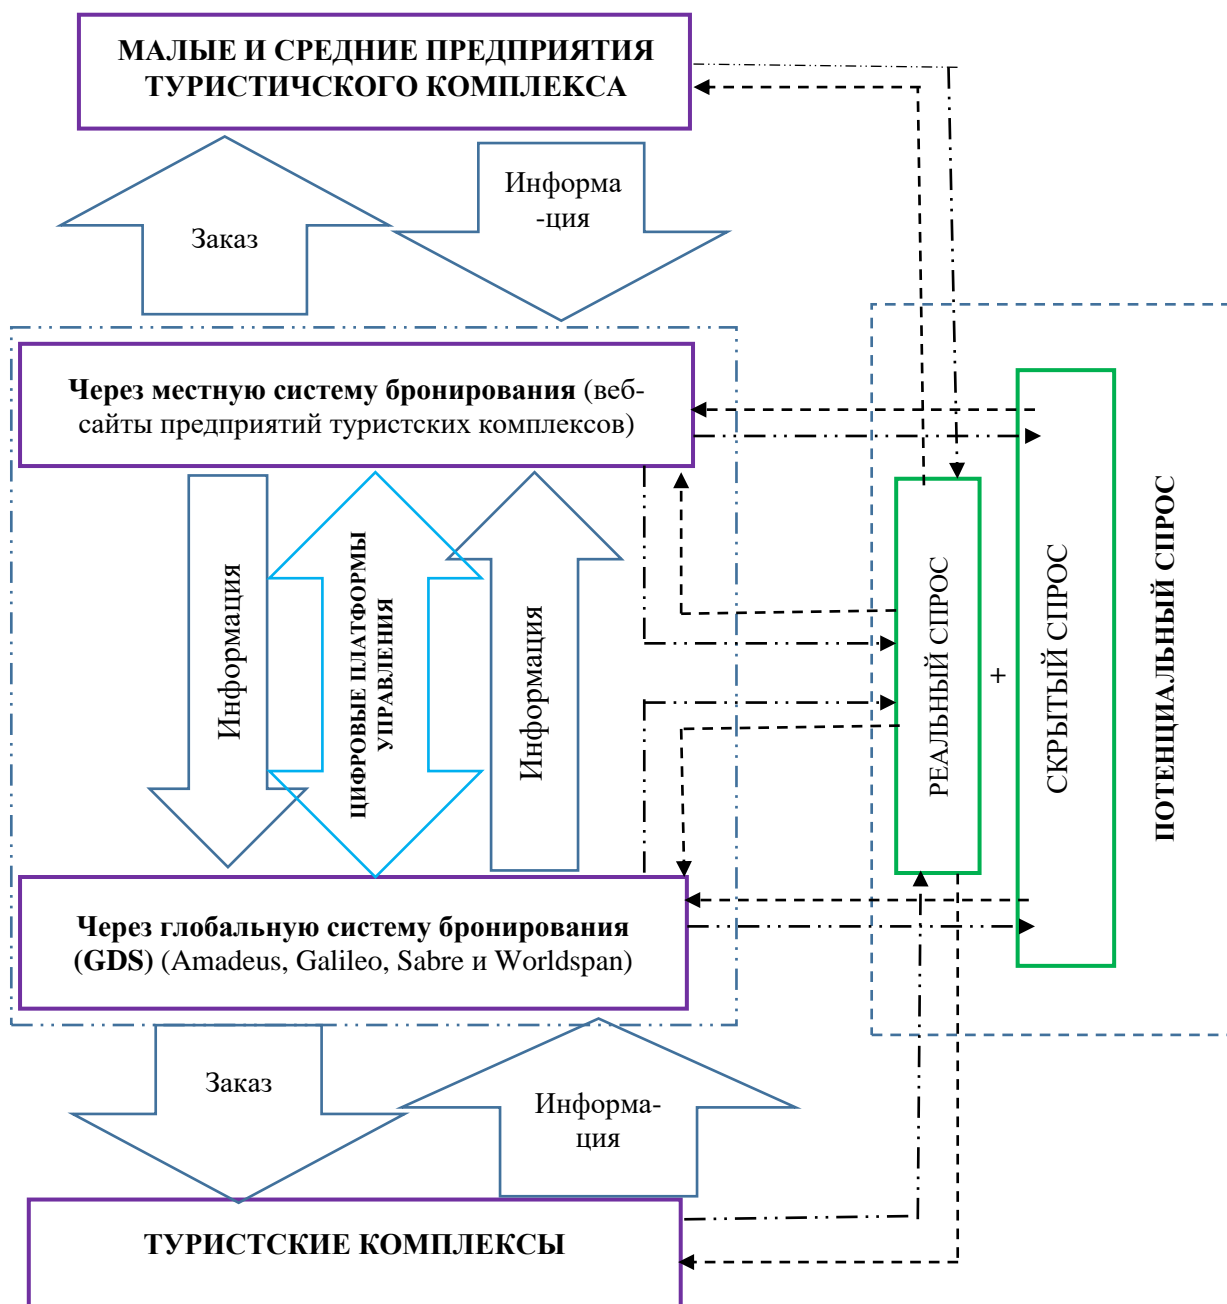 МАЛЫЕ И СРЕДНИЕ ПРЕДПРИЯТИЯ
ТУРИСТИЧСКОГО КОМПЛЕКСА
Заказ
Информа
-ция
Через местную систему бронирования (веб-
сайты предприятий туристских комплексов)
Информация
ЦИФРОВЫЕ ПЛАТФОРМЫ
УПРАВЛЕНИЯ
Информация
РЕАЛЬНЫЙ СПРОС
+
СКРЫТЫЙ СПРОС
ПОТЕНЦИАЛЬНЫЙ СПРОС
Через глобальную систему бронирования
(GDS) (Amadeus, Galileo, Sabre и Worldspan)
Заказ
Информа-
ция
ТУРИСТСКИЕ КОМПЛЕКСЫ